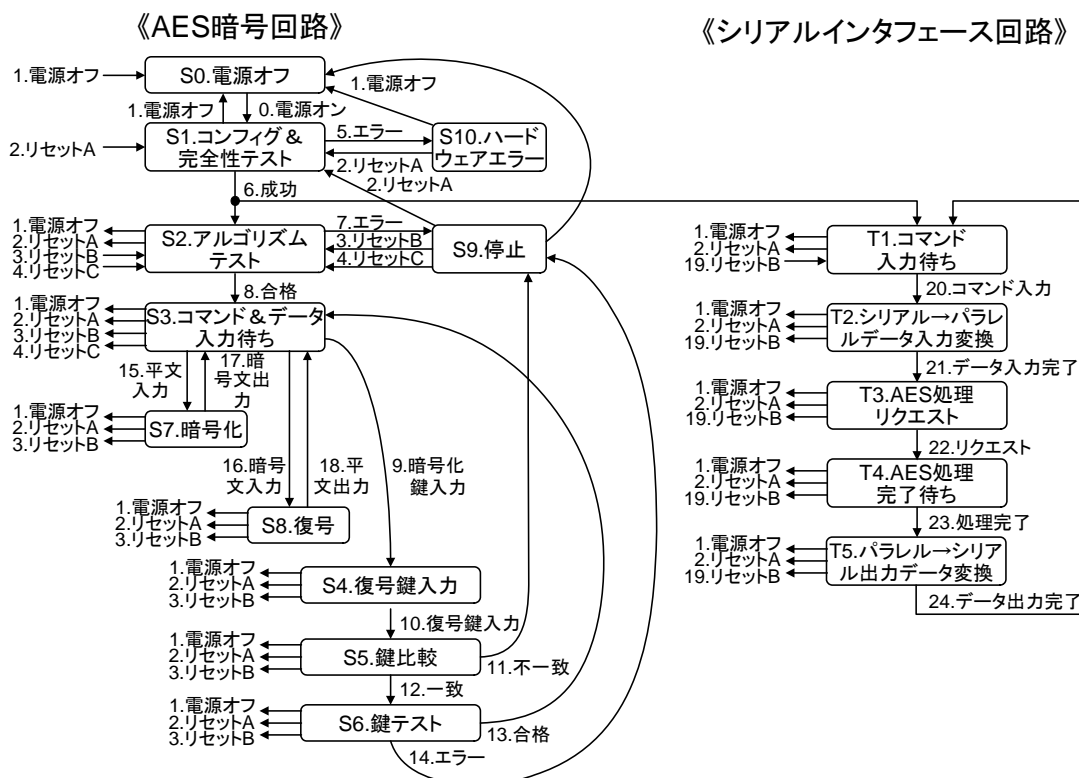 《AES暗号回路》
《シリアルインタフェース回路》
1.電源オフ
S0.電源オフ
1.電源オフ
1.電源オフ
0.電源オン
2.リセットA
S1.コンフィグ＆
完全性テスト
5.エラー
S10.ハード
ウェアエラー
2.リセットA
2.リセットA
6.成功
1.電源オフ
2.リセットA
3.リセットB
4.リセットC
S2.アルゴリズム
テスト
7.エラー
3.リセットB
4.リセットC
S9.停止
8.合格
1.電源オフ
2.リセットA
3.リセットB
4.リセットC
S3.コマンド＆データ
入力待ち
15.平文
入力
17.暗
号文出
力
1.電源オフ
2.リセットA
3.リセットB
S7.暗号化
16.暗号
文入力
18.平
文出力
9.暗号化
鍵入力
1.電源オフ
2.リセットA
3.リセットB
S8.復号
1.電源オフ
2.リセットA
3.リセットB
S4.復号鍵入力
10.復号鍵入力
1.電源オフ
2.リセットA
3.リセットB
S5.鍵比較
11.不一致
12.一致
1.電源オフ
2.リセットA
3.リセットB
S6.鍵テスト
13.合格
14.エラー
1.電源オフ
2.リセットA
19.リセットB
T1.コマンド
入力待ち
20.コマンド入力
1.電源オフ
2.リセットA
19.リセットB
T2.シリアル→パラレ
ルデータ入力変換
21.データ入力完了
1.電源オフ
2.リセットA
19.リセットB
T3.AES処理
リクエスト
22.リクエスト
1.電源オフ
2.リセットA
19.リセットB
T4.AES処理
完了待ち
23.処理完了
1.電源オフ
2.リセットA
19.リセットB
T5.パラレル→シリア
ル出力データ変換
24.データ出力完了